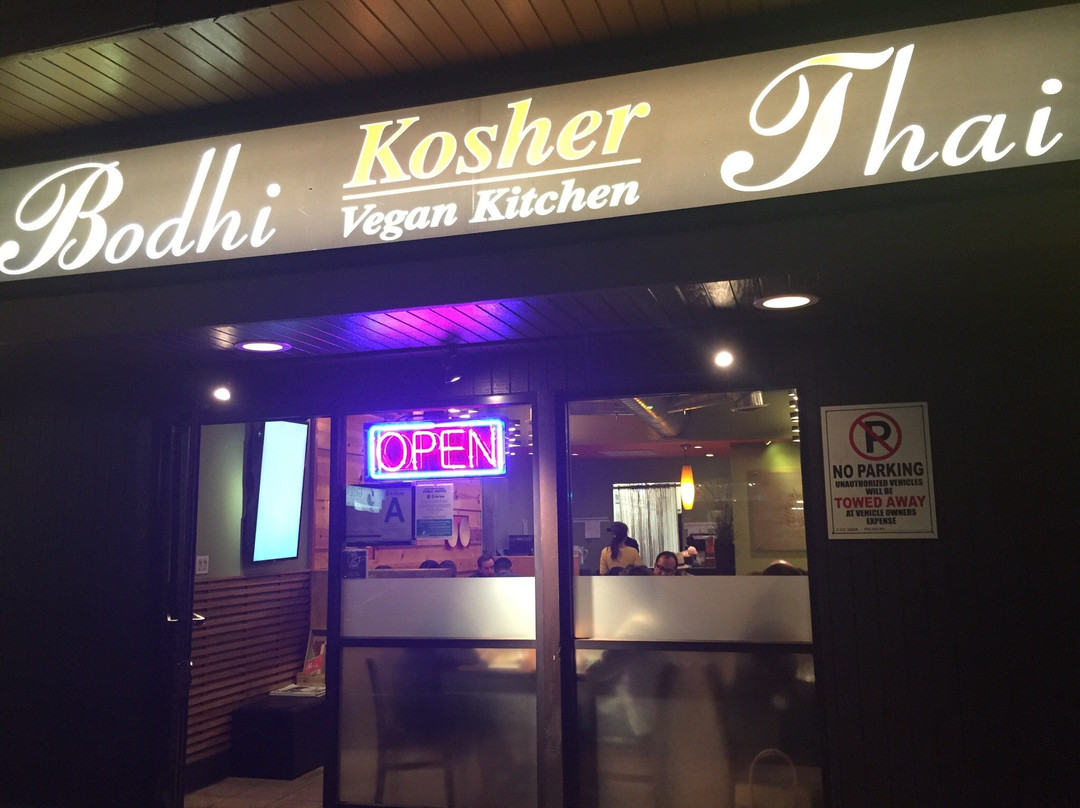 Bodhi Kosher Thai
Vegan Kitchen
OPEN
A
NO PARKING
UNAUTHORIZED VEHICLES
WILL BE
TOWED AWAY
AT VEHICLE OWNERS
EXPENSE